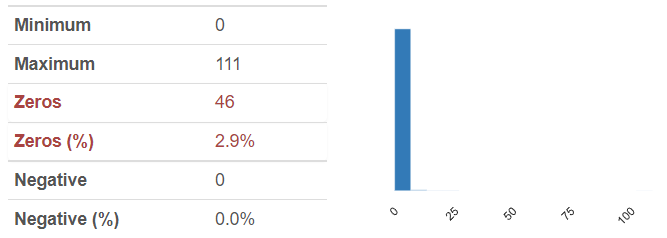 Minimum 0
Maximum 111
Zeros 46
Zeros (%) 2.9%
Negative 0
Negative (%) 0.0%
0 25 50 75 100